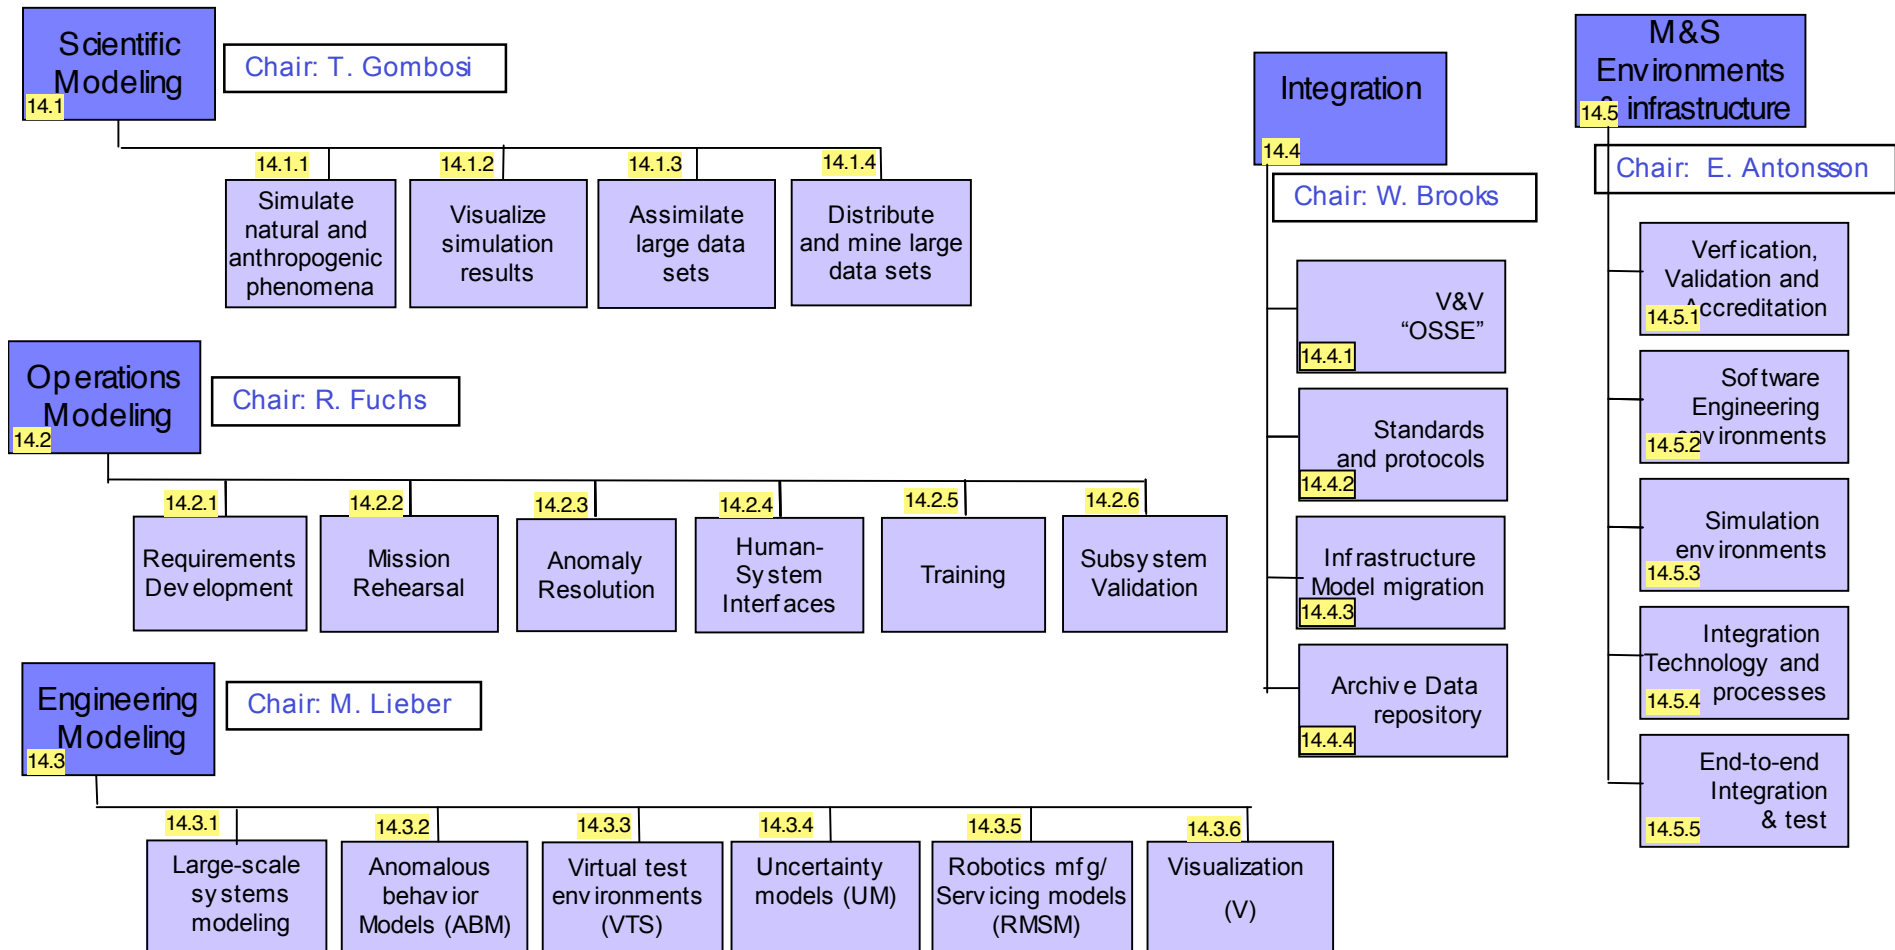 Scientific
Modeling
14.1
Chair: T. Gombosi
14.1.1
Simulate
natural and
anthropogenic
phenomena
14.1.2
Visualize
simulation
results
14.1.3
Assimilate
large data
sets
14.1.4
Distribute
and mine large
data sets
Operations
Modeling
14.2
Chair: R. Fuchs
14.2.1
Requirements
Development
14.2.2
Mission
Rehearsal
14.2.3
Anomaly
Resolution
14.2.4
Human-
System
Interfaces
14.2.5
Training
14.2.6
Subsystem
Validation
Engineering
Modeling
14.3
Chair: M. Lieber
14.3.1
Large-scale
systems
modeling
14.3.2
Anomalous
behavior
Models (ABM)
14.3.3
Virtual test
environments
(VTS)
14.3.4
Uncertainty
models (UM)
14.3.5
Robotics mfg/
Servicing models
(RMSM)
14.3.6
Visualization
(V)
Integration
14.4
Chair: W. Brooks
V&V
“OSSE”
14.4.1
Standards
and protocols
14.4.2
Infrastructure
Model migration
14.4.3
Archive Data
repository
14.4.4
M&S
Environments
& infrastructure
14.5
Chair: E. Antonsson
Verfication,
Validation and
Accreditation
14.5.1
Software
Engineering
environments
14.5.2
Simulation
environments
14.5.3
Integration
Technology and
processes
14.5.4
End-to-end
Integration
& test
14.5.5